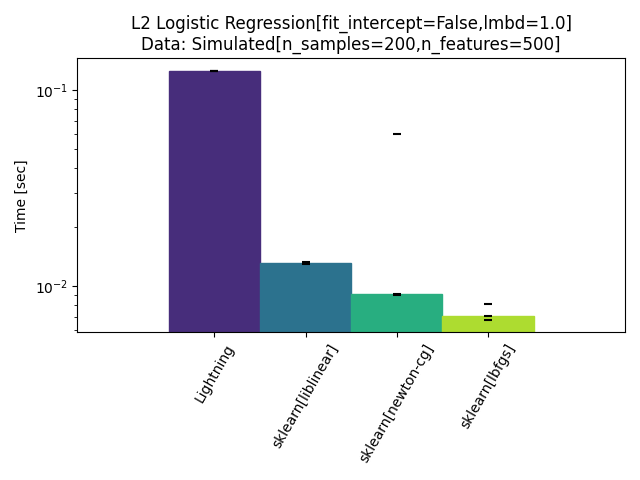 L2 Logistic Regression[fit_intercept=False,lmbd=1.0]
Data: Simulated[n_samples=200,n_features=500]
Time [sec]
10⁻¹
10⁻²
Lightning
sklearn[liblinear]
sklearn[newton-cg]
sklearn[lbfgs]